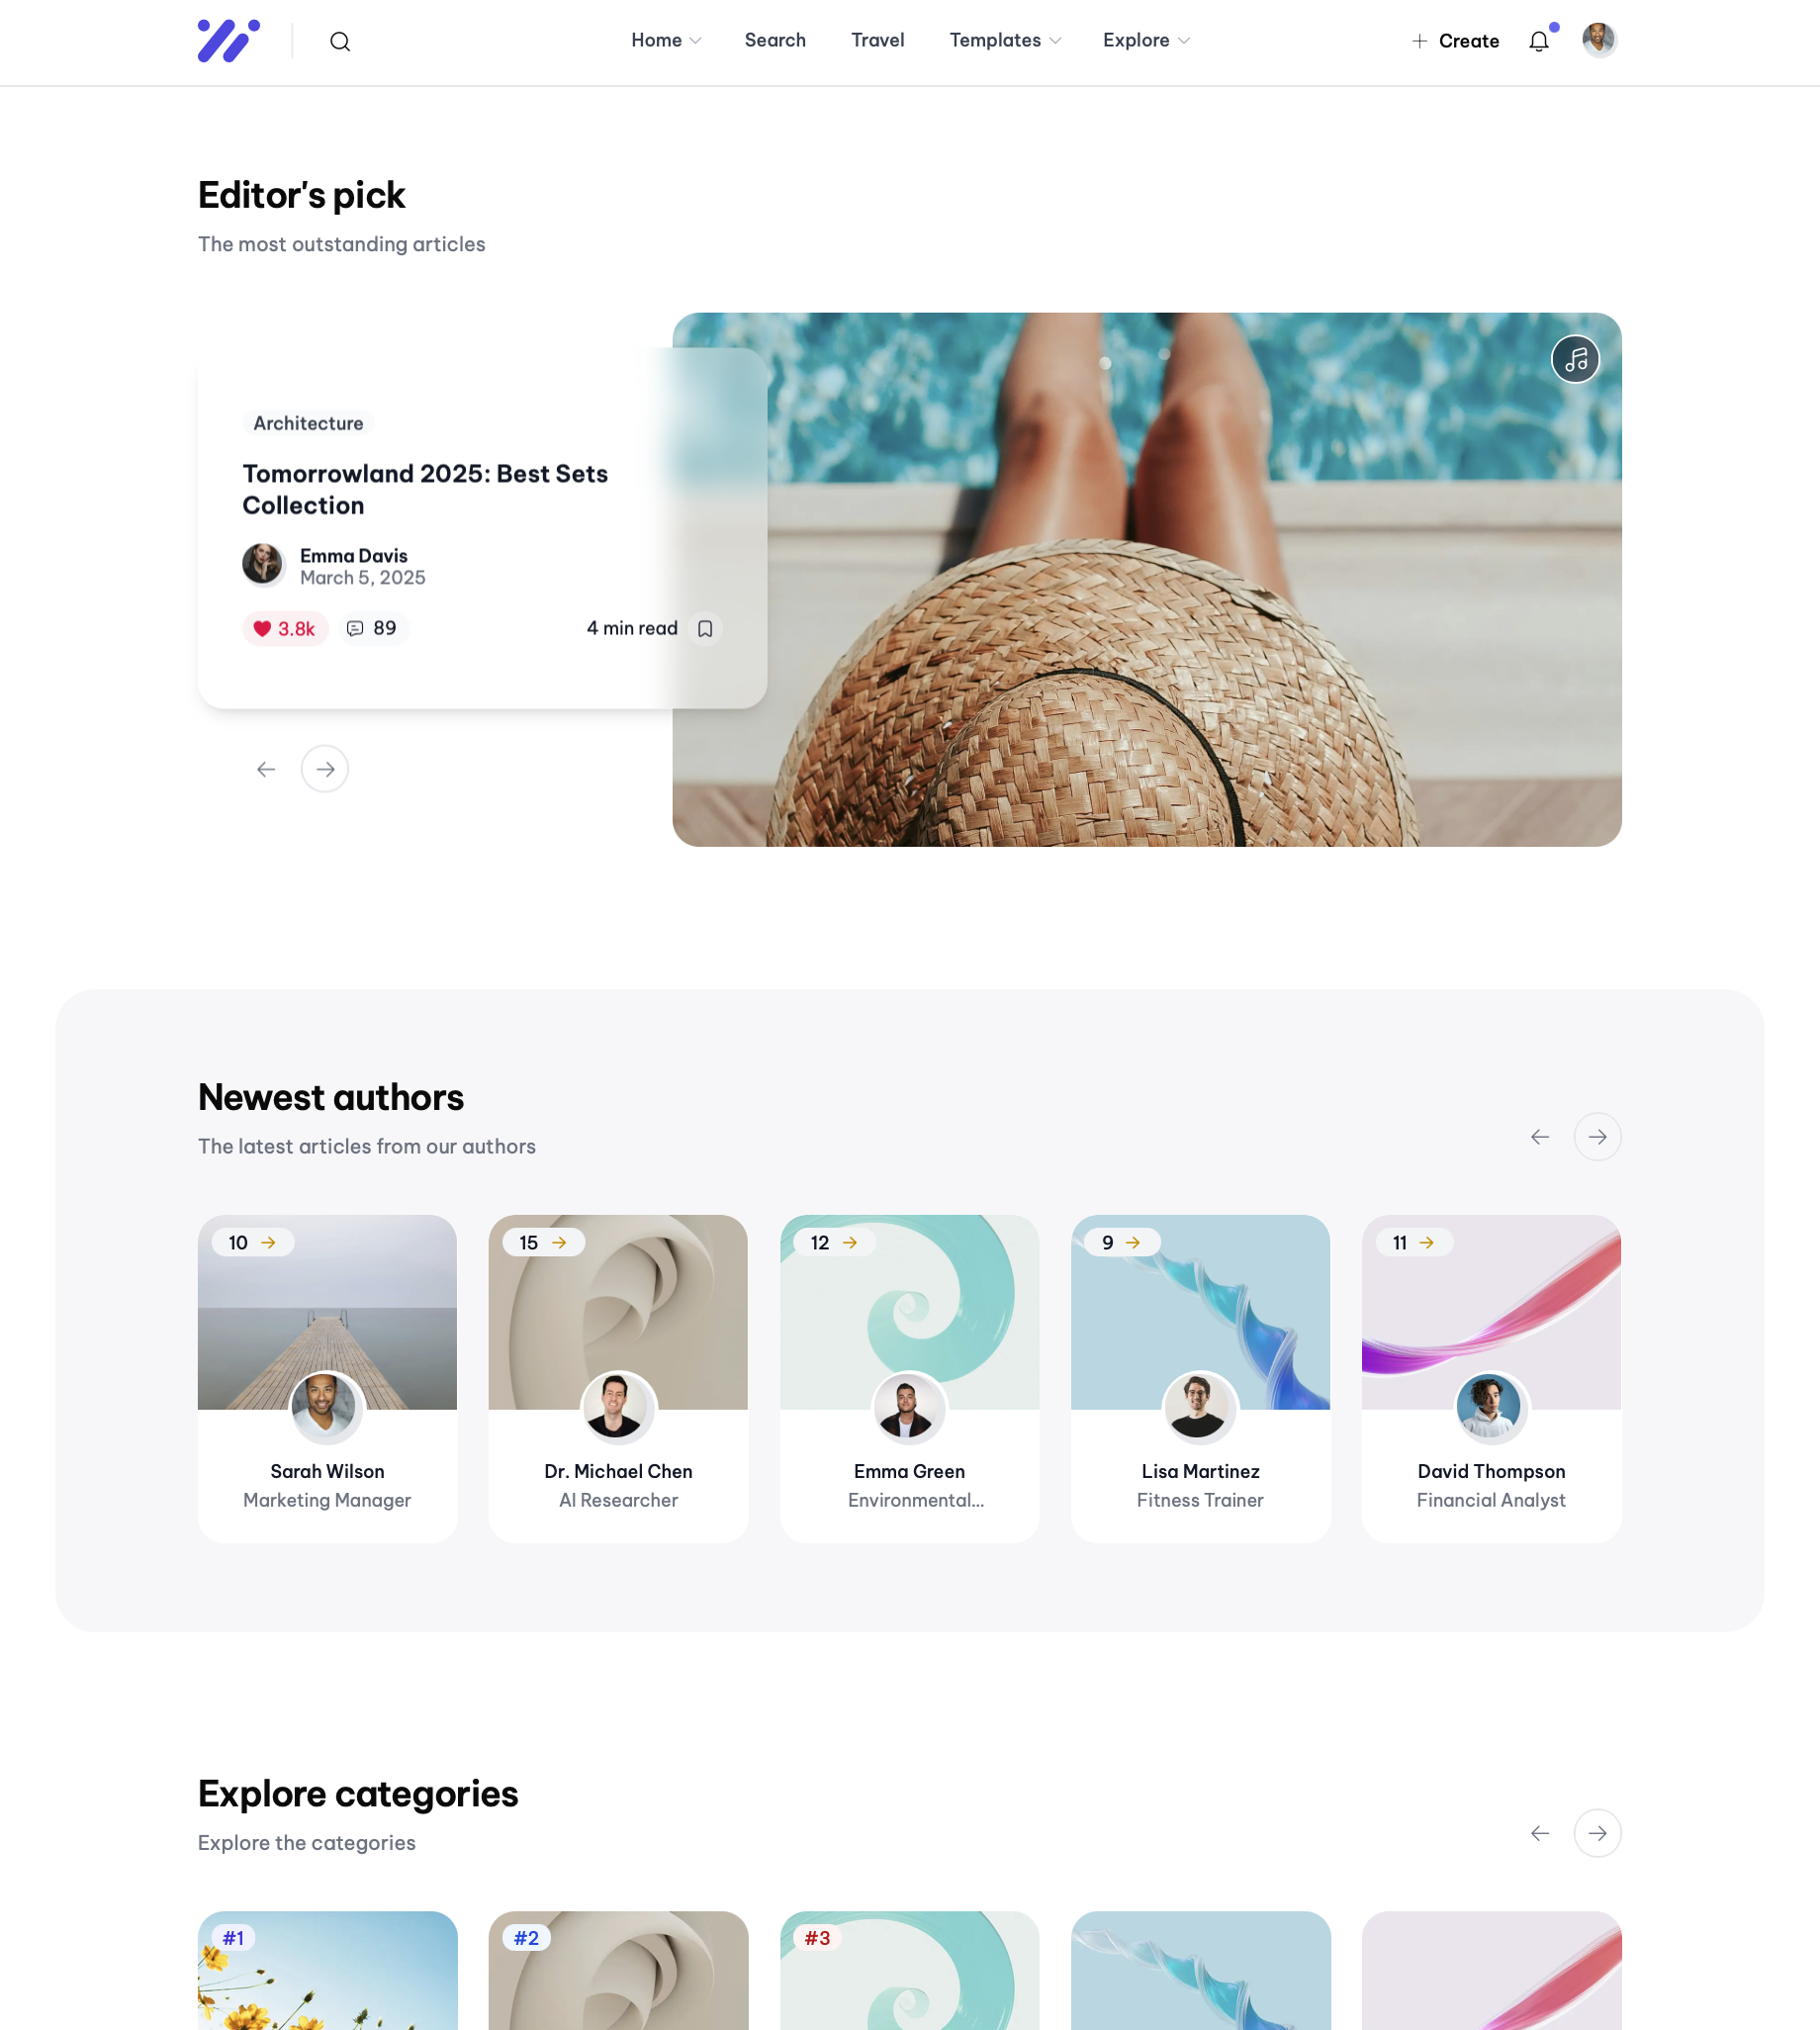 Home
Search
Travel
Templates
Explore
Create
Editor's pick
The most outstanding articles
Architecture
Tomorrowland 2025: Best Sets
Collection
Emma Davis
March 5, 2025
3.8k
89
4 min read
Newest authors
The latest articles from our authors
10
15
12
9
11
Sarah Wilson
Marketing Manager
Dr. Michael Chen
AI Researcher
Emma Green
Environmental...
Lisa Martinez
Fitness Trainer
David Thompson
Financial Analyst
Explore categories
Explore the categories
#1
#2
#3